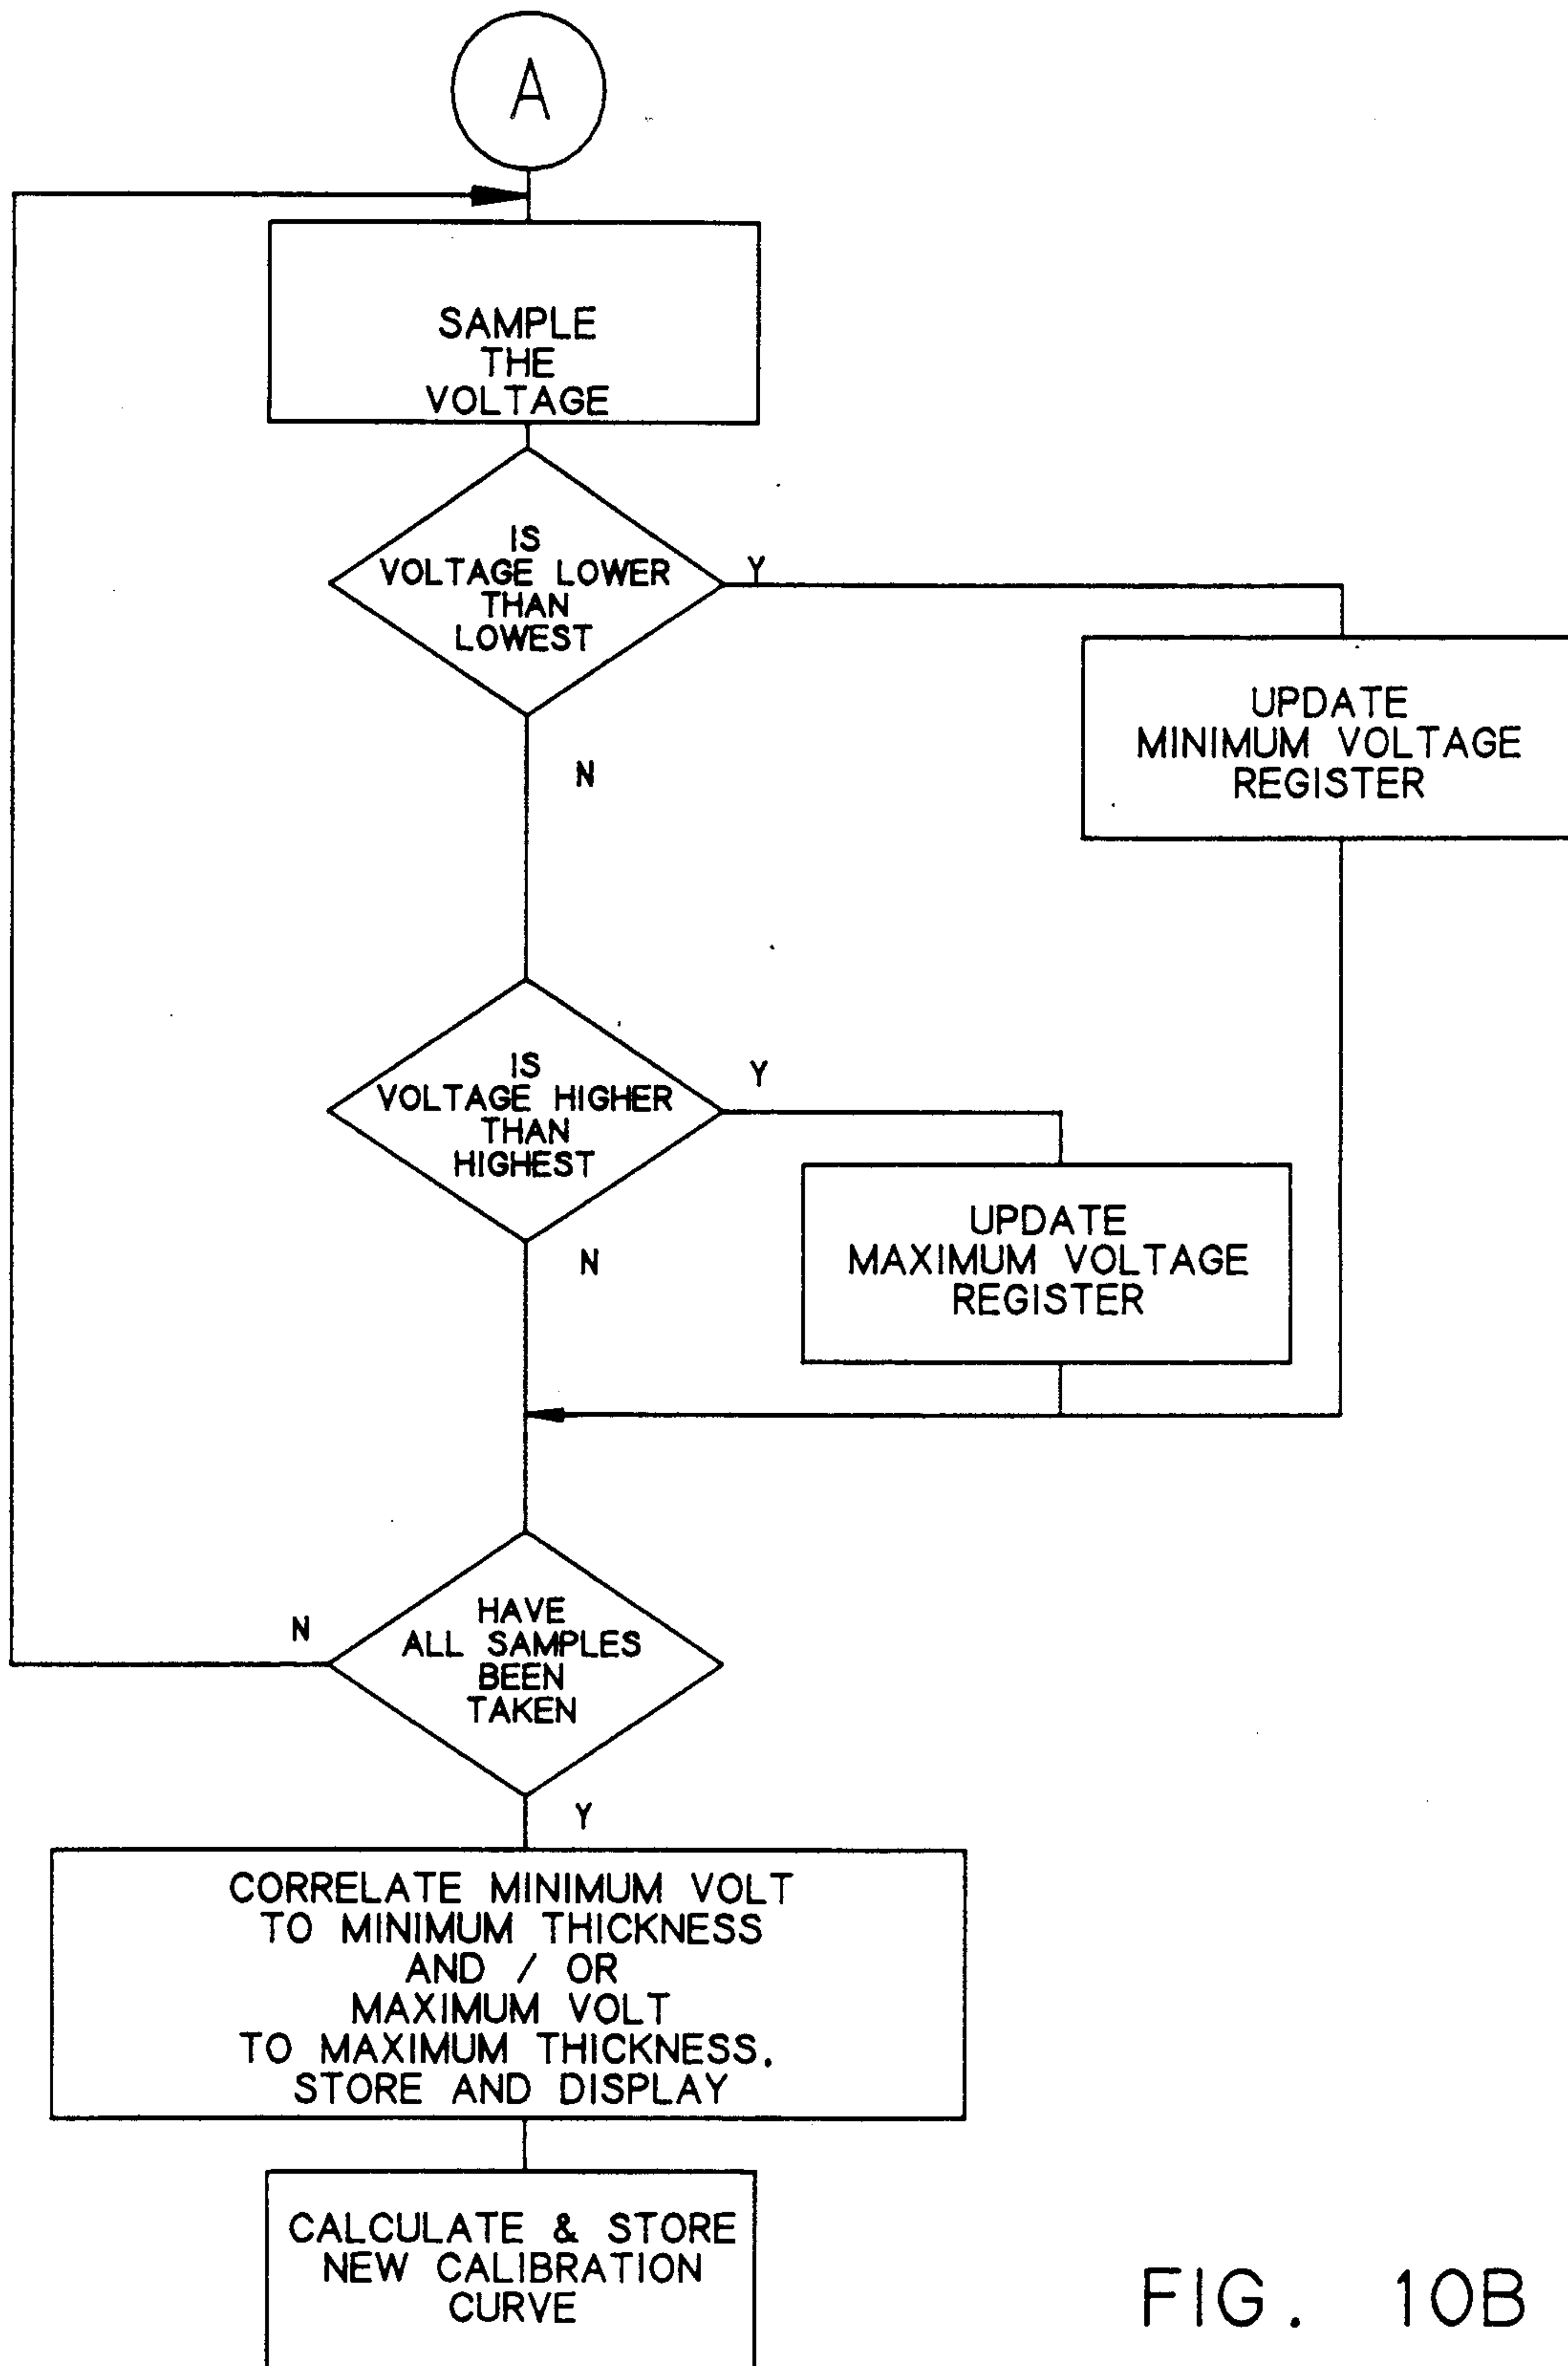 A
SAMPLE
THE
VOLTAGE
IS
VOLTAGE LOWER
THAN
LOWEST
Y
UPDATE
MINIMUM VOLTAGE
REGISTER
N
IS
VOLTAGE HIGHER
THAN
HIGHEST
Y
UPDATE
MAXIMUM VOLTAGE
REGISTER
N
HAVE
ALL SAMPLES
BEEN
TAKEN
N
Y
CORRELATE MINIMUM VOLT
TO MINIMUM THICKNESS
AND / OR
MAXIMUM VOLT
TO MAXIMUM THICKNESS.
STORE AND DISPLAY
CALCULATE & STORE
NEW CALIBRATION
CURVE
FIG. 10B